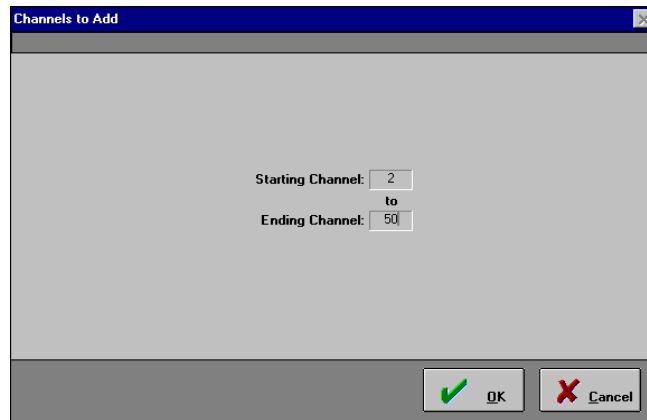 Channels to Add
Starting Channel: 2
to
Ending Channel: 50
OK Cancel